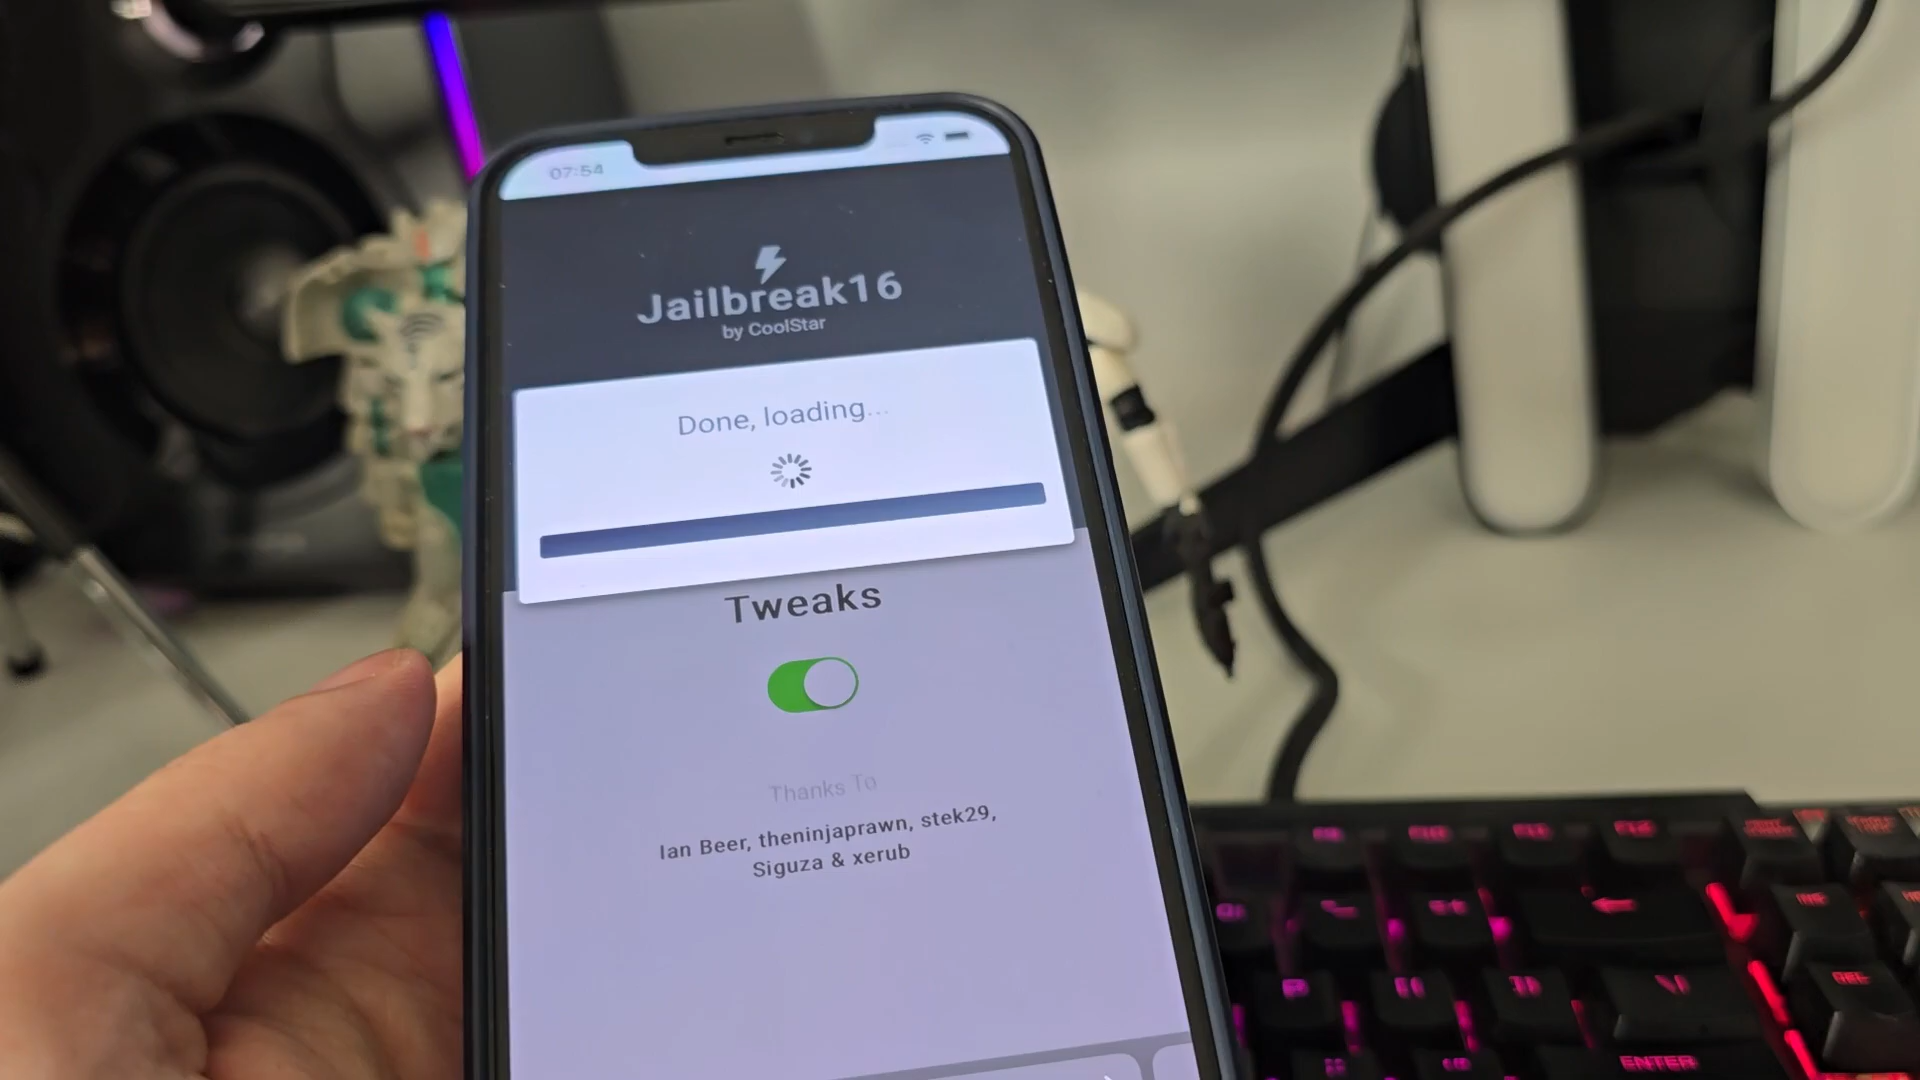 07:54
Jailbreak16
by CoolStar
Done, loading...
Tweaks
Thanks To
Ian Beer, theninjaprawn, stek29,
Siguza & xerub
ENTER